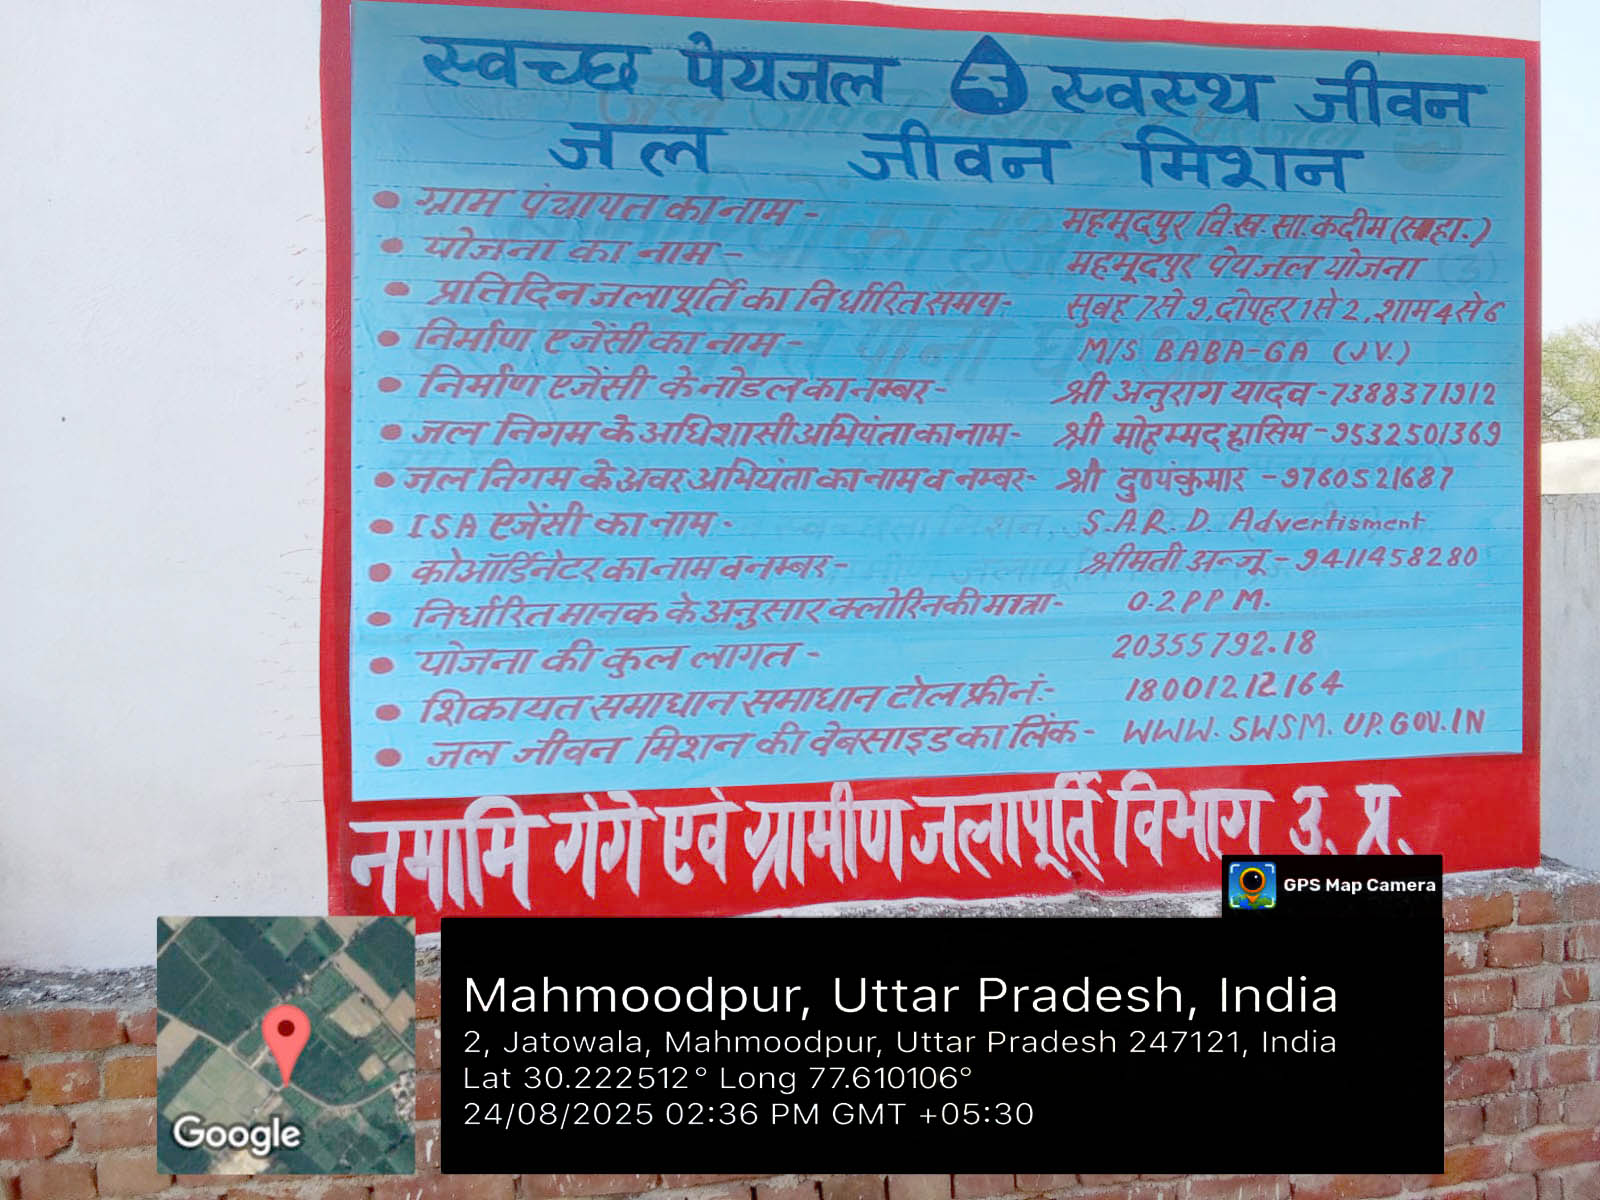 स्वच्छ पेयजल स्वस्थ जीवन
जल जीवन मिशन
• ग्राम पंचायत का नाम - महमूदपुर वि.ख. सा. कदीम (सहा.)
• योजना का नाम - महमूदपुर पेयजल योजना
• प्रतिदिन जलापूर्ति का निर्धारित समय- सुबह 7 से 9, दोपहर 1 से 2, शाम 4 से 6
• निर्माण एजेंसी का नाम - M/S BABA-GA (J.V.)
• निर्माण एजेंसी के नोडल का नम्बर- श्री अनुराग यादव -7388371912
• जल निगम के अधिशासी अभियंता का नाम- श्री मोहम्मद हासिम -9532501369
• जल निगम के अवर अभियंता का नाम व नम्बर- श्री कुमार -9760521687
• ISA एजेंसी का नाम - S.A.R.D. Advertisment
• कोऑर्डिनेटर का नाम व नम्बर- श्रीमती अन्जू - 9411458280
• निर्धारित मानक के अनुसार क्लोरिन की मात्रा- 0.2 PPM.
• योजना की कुल लागत - 20355792.18
• शिकायत समाधान समाधान टोल फ्री नं.- 18001212164
• जल जीवन मिशन की वेबसाइड का लिंक- WWW.SWSM.UP.GOV.IN
नमामि गंगे एवं ग्रामीण जलापूर्ति विभाग उ. प्र.
GPS Map Camera
Mahmoodpur, Uttar Pradesh, India
2, Jatowala, Mahmoodpur, Uttar Pradesh 247121, India
Lat 30.222512° Long 77.610106°
24/08/2025 02:36 PM GMT +05:30
Google